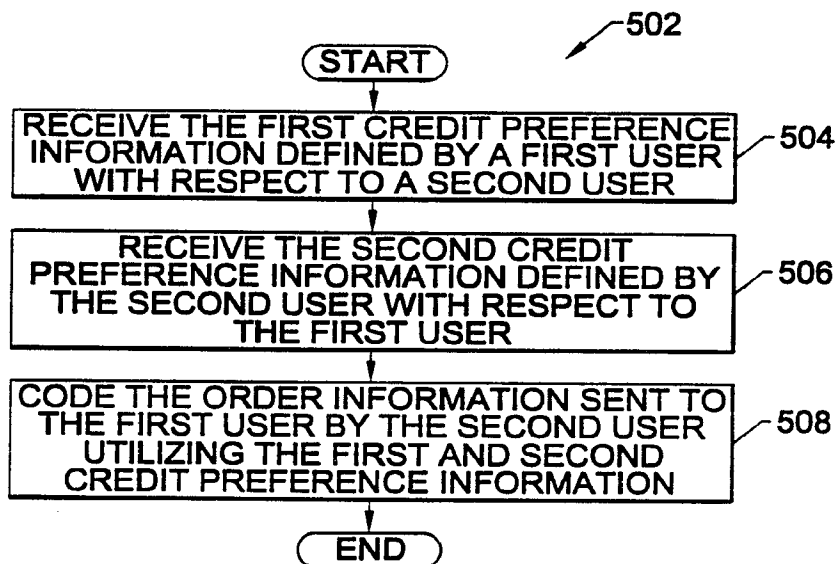 502
START
RECEIVE THE FIRST CREDIT PREFERENCE
INFORMATION DEFINED BY A FIRST USER
WITH RESPECT TO A SECOND USER
504
RECEIVE THE SECOND CREDIT
PREFERENCE INFORMATION DEFINED BY
THE SECOND USER WITH RESPECT TO
THE FIRST USER
506
CODE THE ORDER INFORMATION SENT TO
THE FIRST USER BY THE SECOND USER
UTILIZING THE FIRST AND SECOND
CREDIT PREFERENCE INFORMATION
508
END